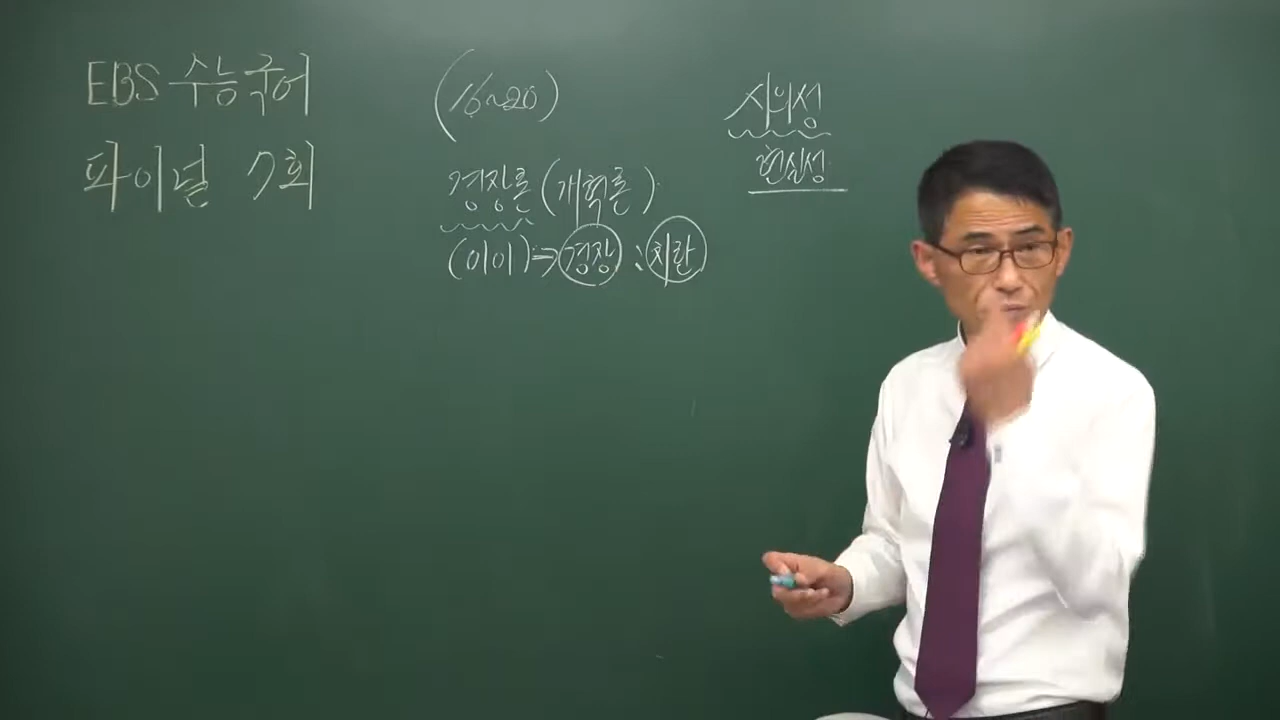 EBS 수능국어
파이널 7회
(16~20)
경장론(개혁론)
(이이)⇒경장, 치란
시의성
현실성